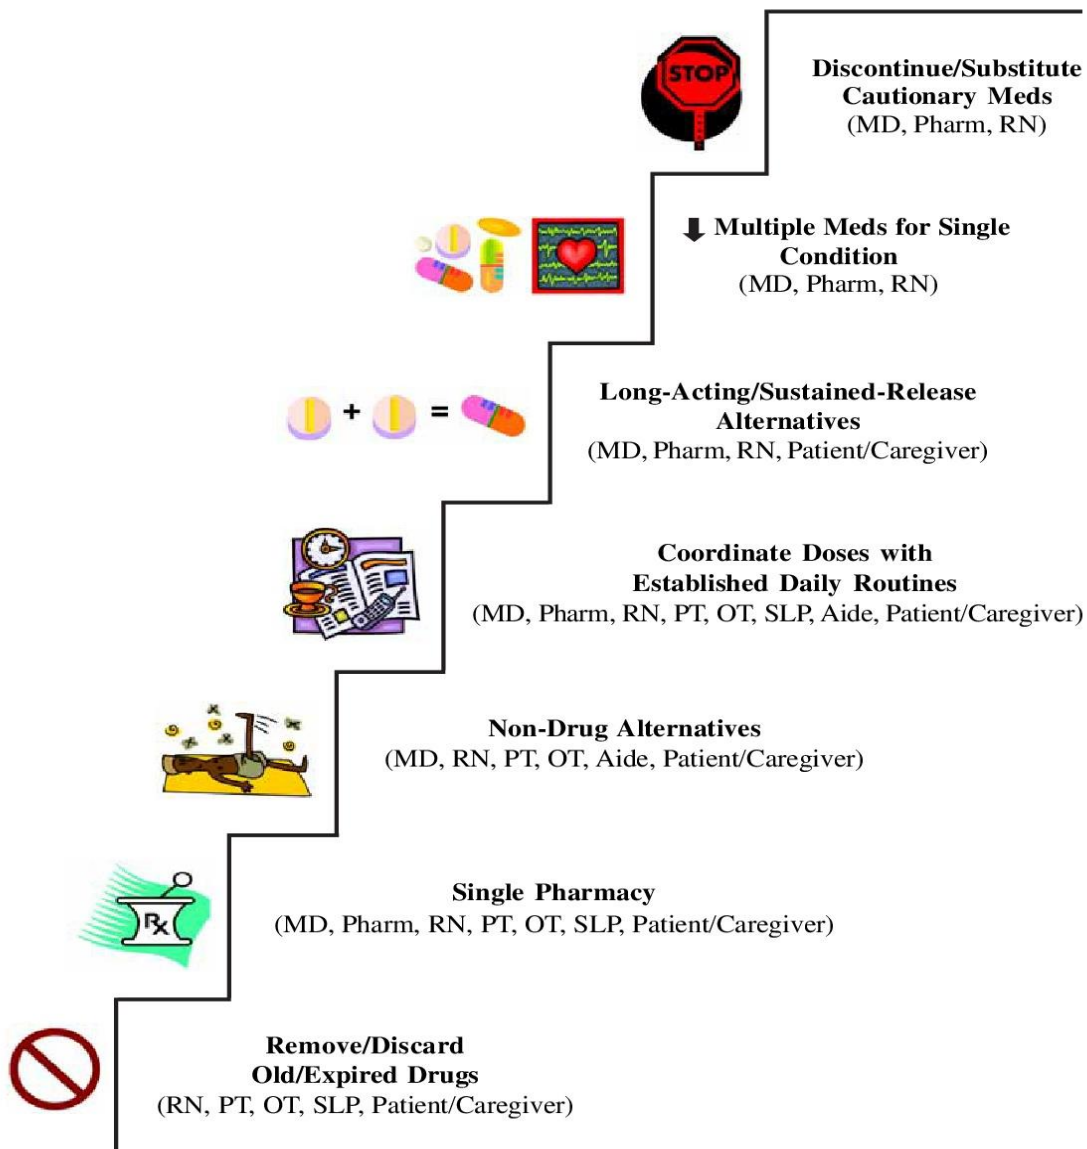 STOP
Discontinue/Substitute
Cautionary Meds
(MD, Pharm, RN)
Multiple Meds for Single
Condition
(MD, Pharm, RN)
+ =
Long-Acting/Sustained-Release
Alternatives
(MD, Pharm, RN, Patient/Caregiver)
Coordinate Doses with
Established Daily Routines
(MD, Pharm, RN, PT, OT, SLP, Aide, Patient/Caregiver)
Non-Drug Alternatives
(MD, RN, PT, OT, Aide, Patient/Caregiver)
Rx
Single Pharmacy
(MD, Pharm, RN, PT, OT, SLP, Patient/Caregiver)
Remove/Discard
Old/Expired Drugs
(RN, PT, OT, SLP, Patient/Caregiver)